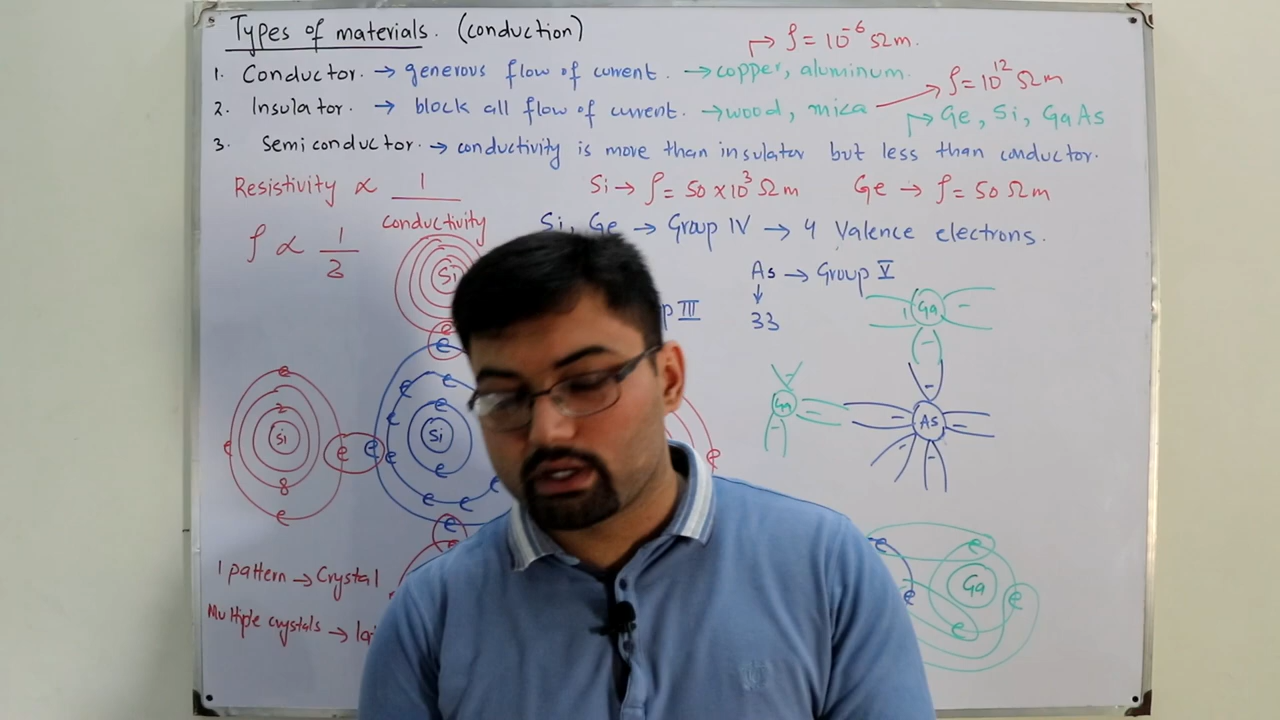 Types of materials. (conduction)
→ ρ = 10⁻⁶ Ωm.
1. Conductor. → generous flow of current. → copper, aluminum.
→ ρ = 10¹² Ωm
2. Insulator. → block all flow of current. → wood, mica
→ Ge, Si, GaAs
3. Semiconductor. → conductivity is more than insulator but less than conductor.
Resistivity ∝ 1 / conductivity
Si → ρ = 50 × 10³ Ωm
Ge → ρ = 50 Ωm
Si, Ge → Group IV → 4 Valence electrons.
ρ ∝ 1 / 2
III
As → Group V
↓
33
Si
Ga
Ga
As
e
e
e
e
e
e
e
Si
2
8
e
e
e
e
Si
e
e
e
e
e
e
e
e
e
e
e
Ga
e
e
1 pattern → Crystal
Multiple crystals →